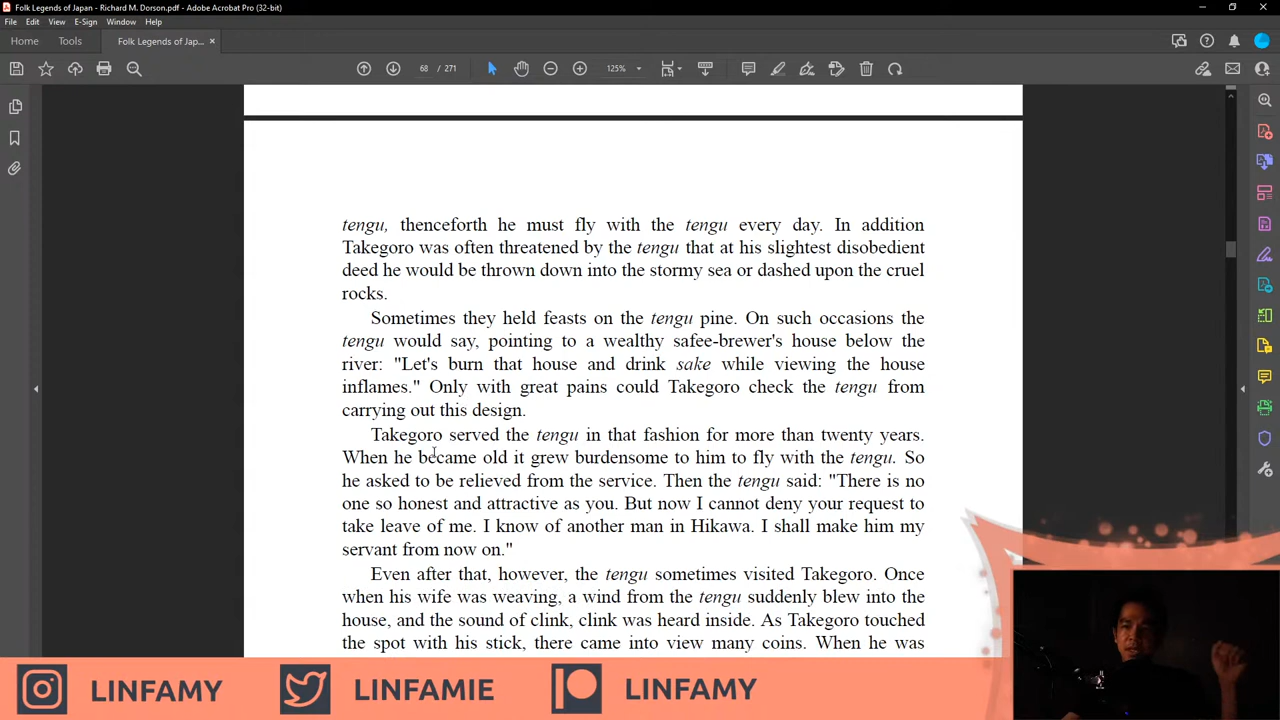 Folk Legends of Japan - Richard M. Dorson.pdf - Adobe Acrobat Pro (32-bit)
File Edit View E-Sign Window Help
Home Tools Folk Legends of Jap... ×
68 / 271 125%
tengu, thenceforth he must fly with the tengu every day. In addition
Takegoro was often threatened by the tengu that at his slightest disobedient
deed he would be thrown down into the stormy sea or dashed upon the cruel
rocks.
Sometimes they held feasts on the tengu pine. On such occasions the
tengu would say, pointing to a wealthy safee-brewer's house below the
river: "Let's burn that house and drink sake while viewing the house
inflames." Only with great pains could Takegoro check the tengu from
carrying out this design.
Takegoro served the tengu in that fashion for more than twenty years.
When he became old it grew burdensome to him to fly with the tengu. So
he asked to be relieved from the service. Then the tengu said: "There is no
one so honest and attractive as you. But now I cannot deny your request to
take leave of me. I know of another man in Hikawa. I shall make him my
servant from now on."
Even after that, however, the tengu sometimes visited Takegoro. Once
when his wife was weaving, a wind from the tengu suddenly blew into the
house, and the sound of clink, clink was heard inside. As Takegoro touched
the spot with his stick, there came into view many coins. When he was
LINFAMY LINFAMIE LINFAMY